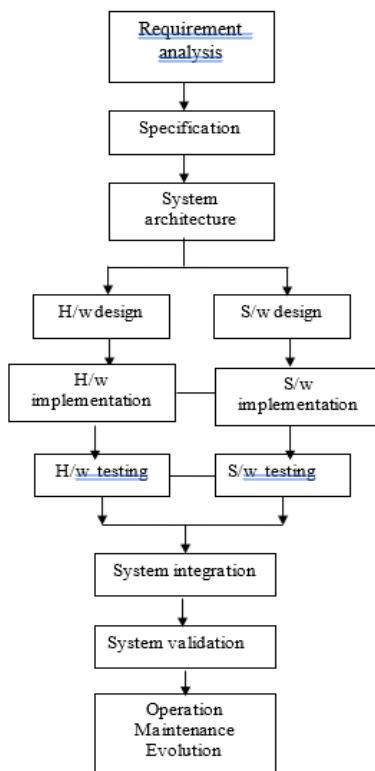 Requirement
analysis
Specification
System
architecture
H/w design
S/w design
H/w
implementation
S/w
implementation
H/w testing
S/w testing
System integration
System validation
Operation
Maintenance
Evolution